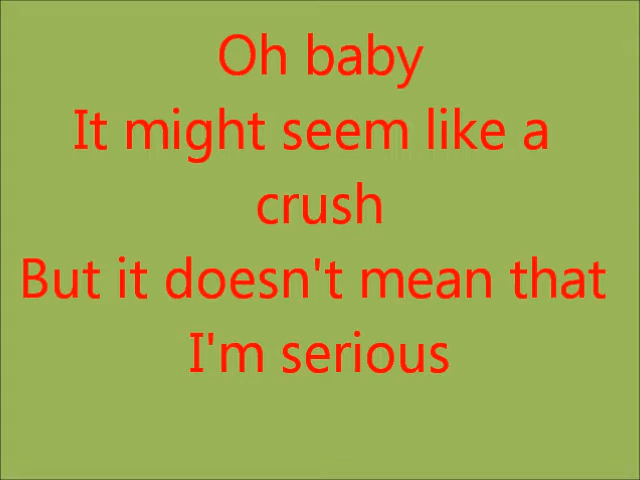 Oh baby
It might seem like a
crush
But it doesn't mean that
I'm serious